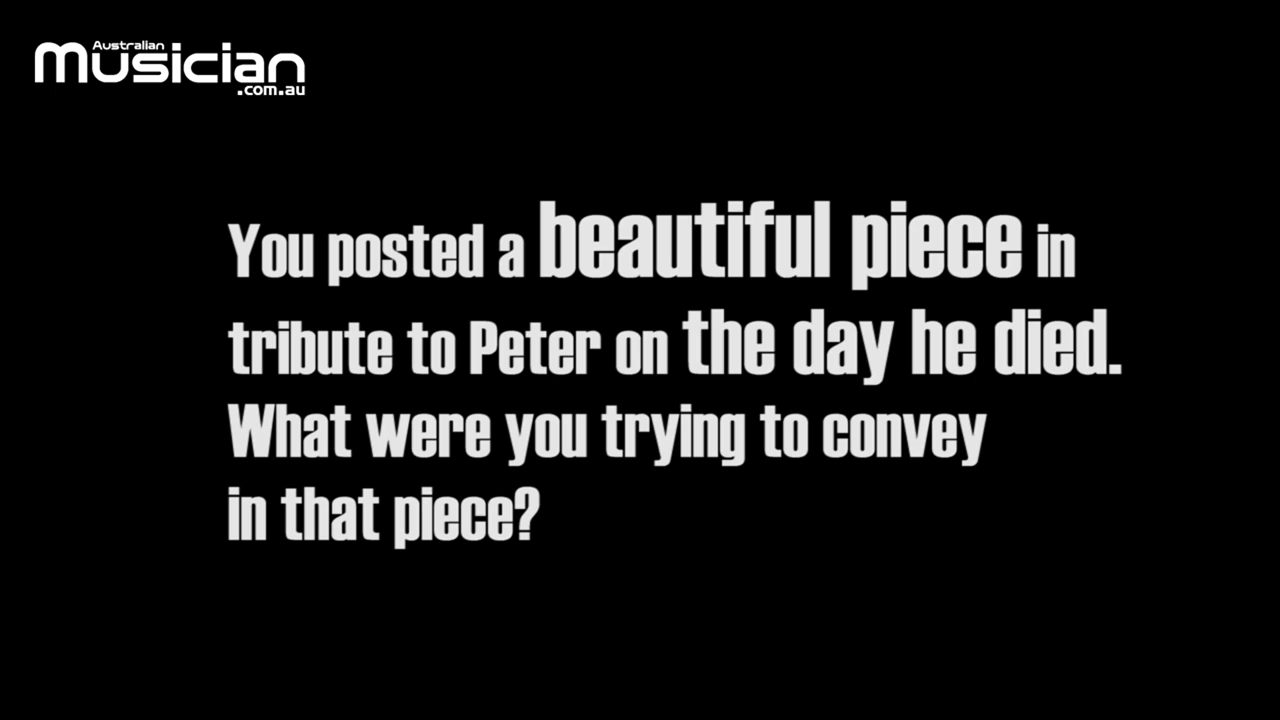 Australian
musician
.com.au
You posted a beautiful piece in
tribute to Peter on the day he died.
What were you trying to convey
in that piece?